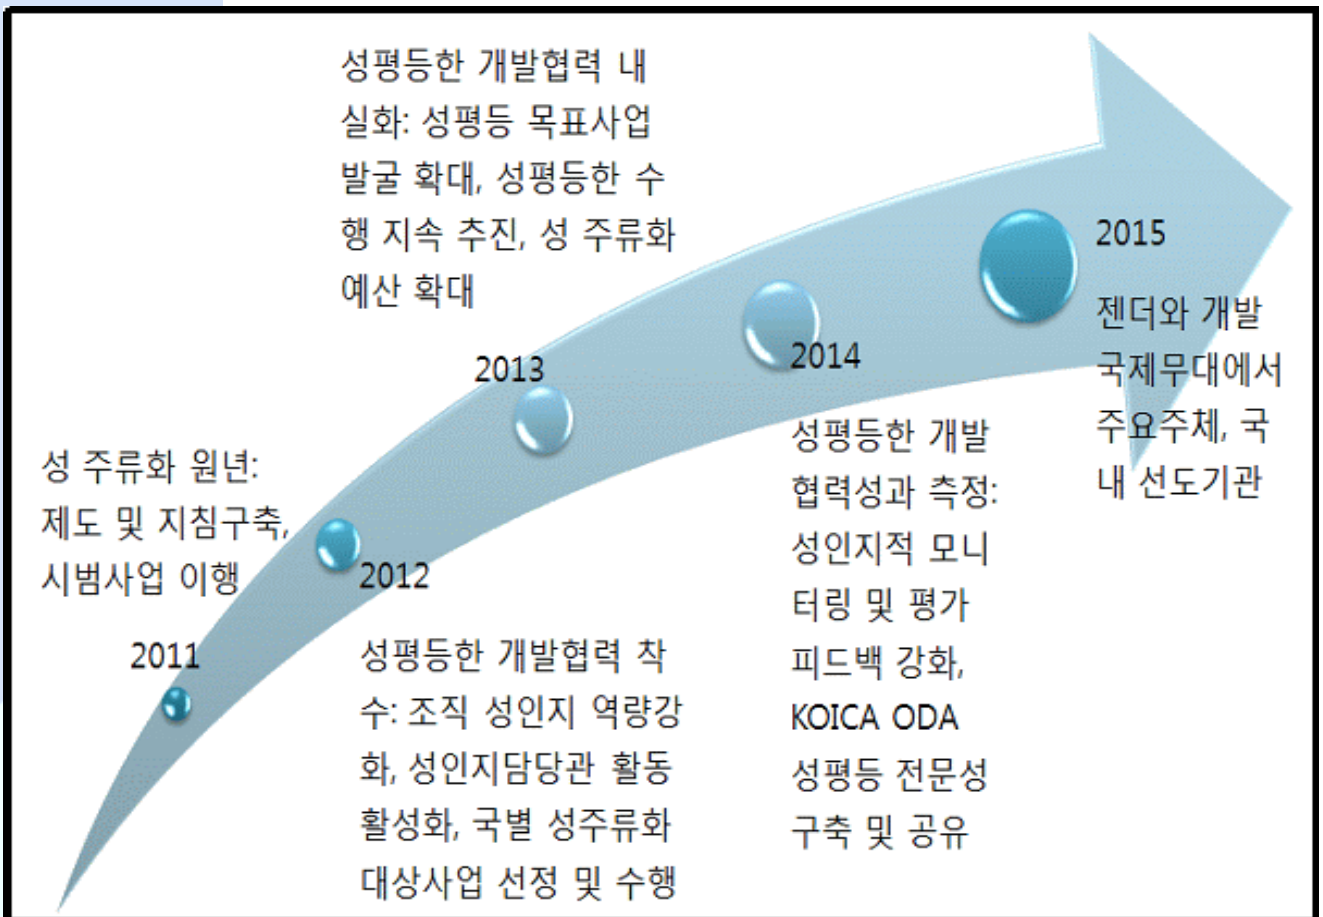 성평등한 개발협력 내
실화: 성평등 목표사업
발굴 확대, 성평등한 수
행 지속 추진, 성 주류화
예산 확대
2013
성 주류화 원년:
제도 및 지침구축,
시범사업 이행
2011
2012
성평등한 개발협력 착
수: 조직 성인지 역량강
화, 성인지담당관 활동
활성화, 국별 성주류화
대상사업 선정 및 수행
2014
성평등한 개발
협력성과 측정:
성인지적 모니
터링 및 평가
피드백 강화,
KOICA ODA
성평등 전문성
구축 및 공유
2015
젠더와 개발
국제무대에서
주요주체, 국
내 선도기관